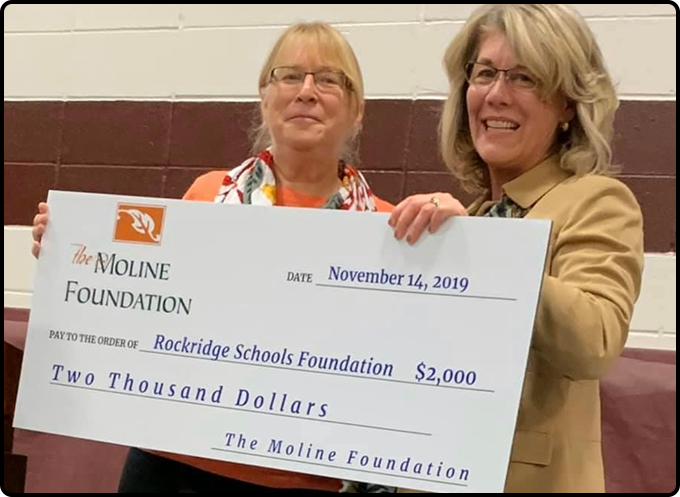 The MOLINE
FOUNDATION
DATE November 14, 2019
PAY TO THE ORDER OF Rockridge Schools Foundation $2,000
Two Thousand Dollars
The Moline Foundation